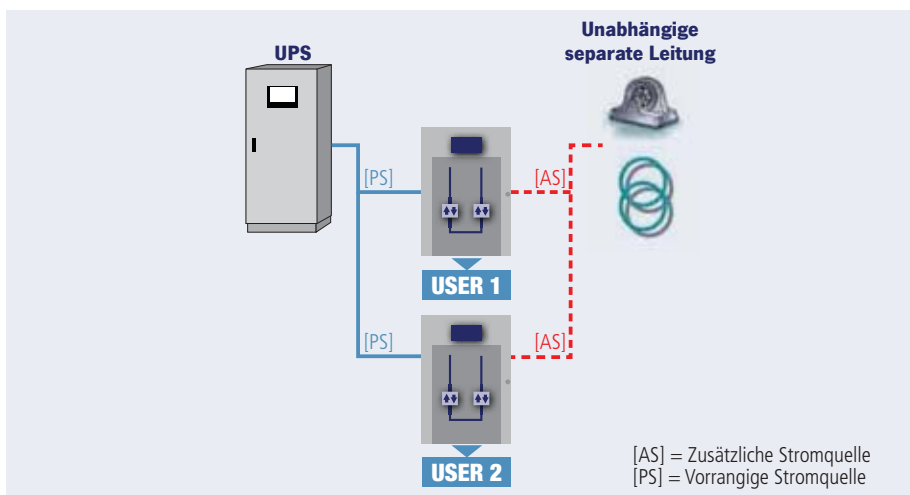 Unabhängige
separate Leitung
UPS
[PS]
[AS]
USER 1
[PS]
[AS]
USER 2
[AS] = Zusätzliche Stromquelle
[PS] = Vorrangige Stromquelle